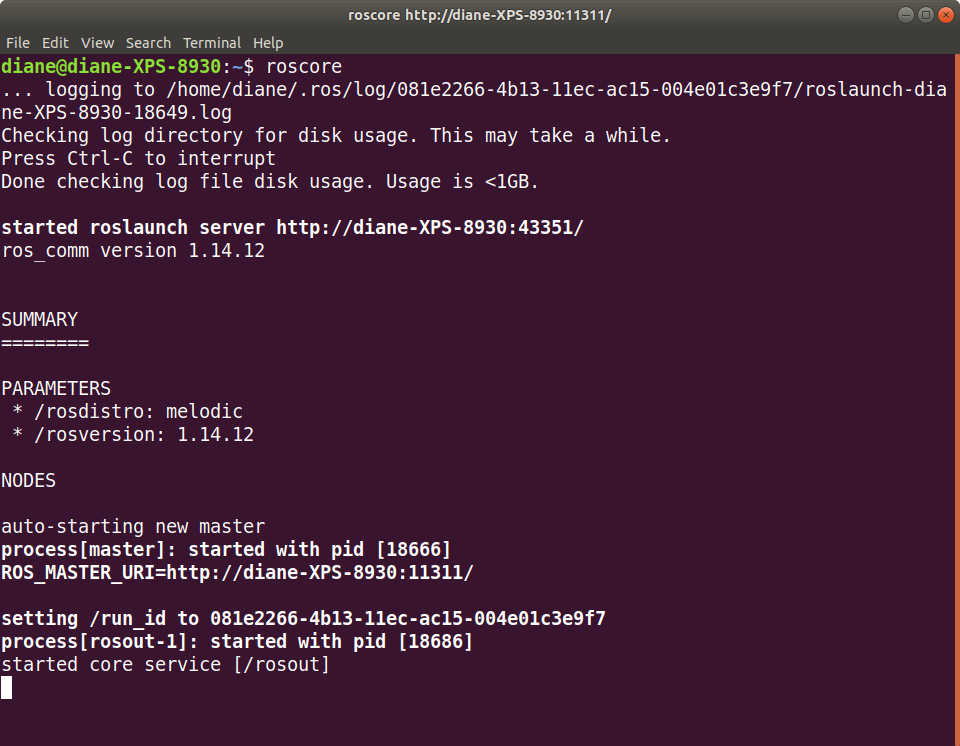 roscore http://diane-XPS-8930:11311/
File Edit View Search Terminal Help
diane@diane-XPS-8930:~$ roscore
... logging to /home/diane/.ros/log/081e2266-4b13-11ec-ac15-004e01c3e9f7/roslaunch-dia
ne-XPS-8930-18649.log
Checking log directory for disk usage. This may take a while.
Press Ctrl-C to interrupt
Done checking log file disk usage. Usage is <1GB.
started roslaunch server http://diane-XPS-8930:43351/
ros_comm version 1.14.12
SUMMARY
========
PARAMETERS
 * /rosdistro: melodic
 * /rosversion: 1.14.12
NODES
auto-starting new master
process[master]: started with pid [18666]
ROS_MASTER_URI=http://diane-XPS-8930:11311/
setting /run_id to 081e2266-4b13-11ec-ac15-004e01c3e9f7
process[rosout-1]: started with pid [18686]
started core service [/rosout]